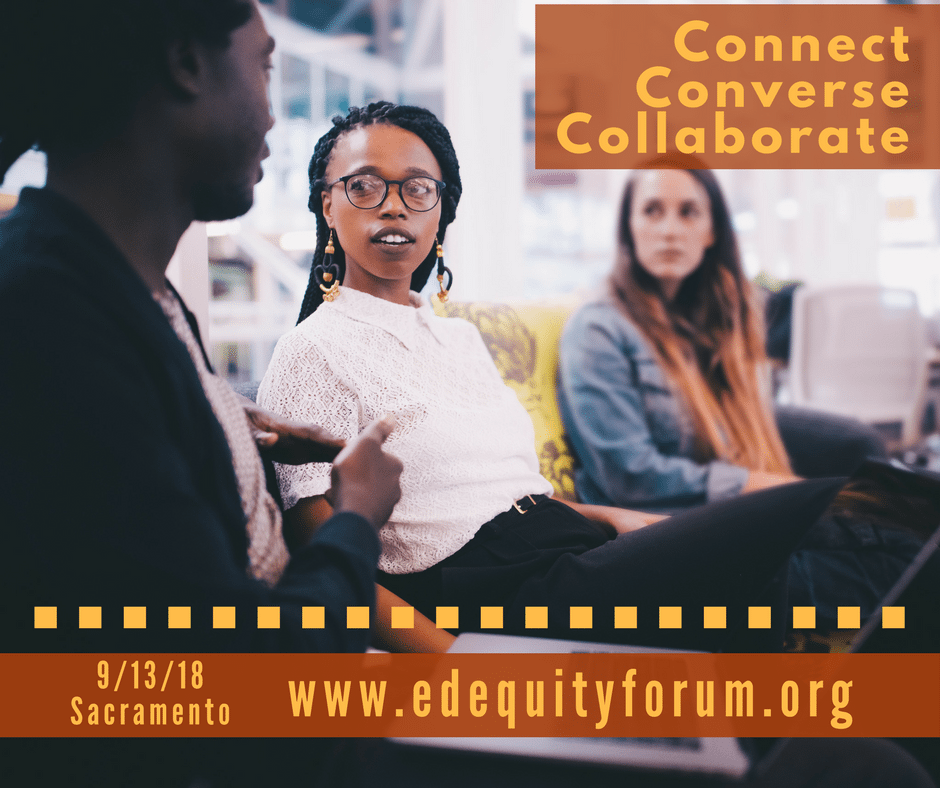 Connect
Converse
Collaborate
9/13/18
Sacramento
www.edequityforum.org